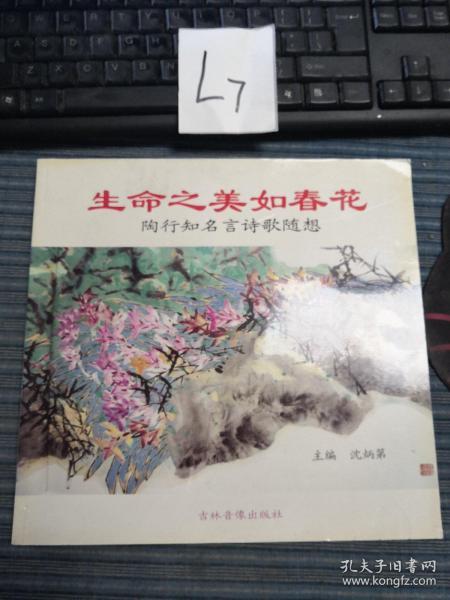 L7
生命之美如春花
陶行知名言诗歌随想
主编 沈炳第
吉林音像出版社
孔夫子旧书网
www.kongfz.com